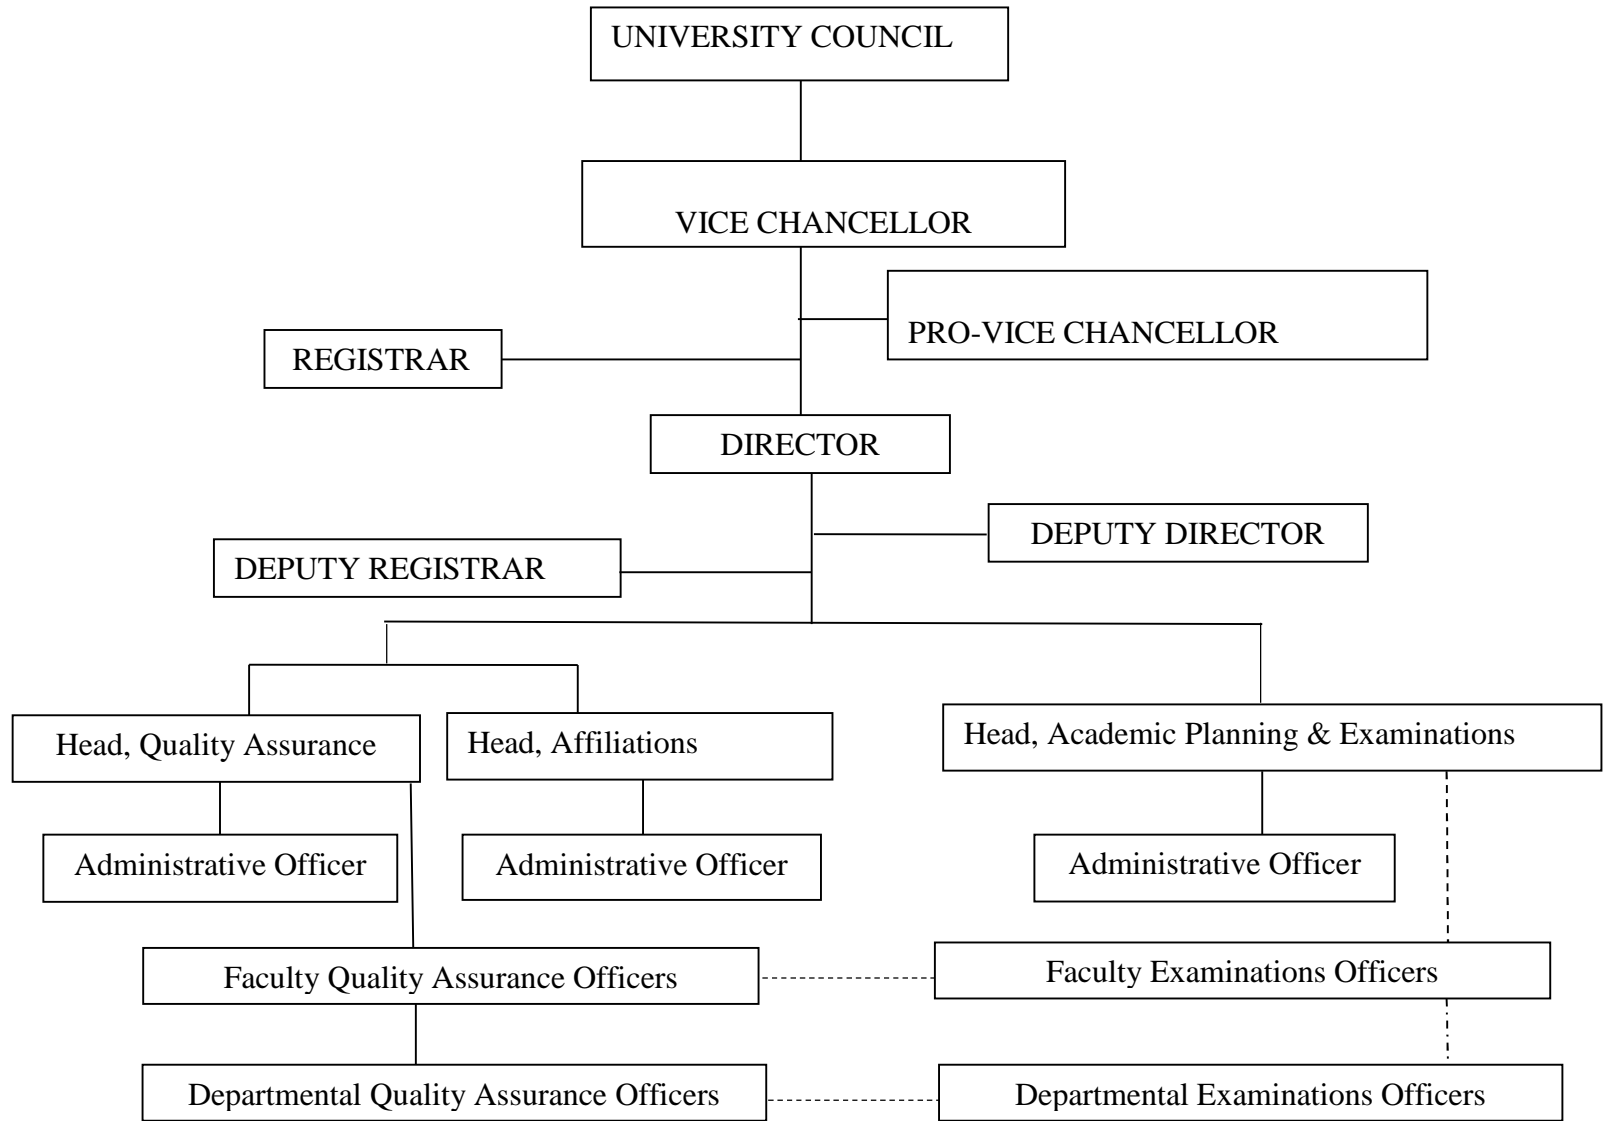 UNIVERSITY COUNCIL
VICE CHANCELLOR
PRO-VICE CHANCELLOR
REGISTRAR
DIRECTOR
DEPUTY DIRECTOR
DEPUTY REGISTRAR
Head, Quality Assurance
Head, Affiliations
Head, Academic Planning & Examinations
Administrative Officer
Administrative Officer
Administrative Officer
Faculty Quality Assurance Officers
Faculty Examinations Officers
Departmental Quality Assurance Officers
Departmental Examinations Officers